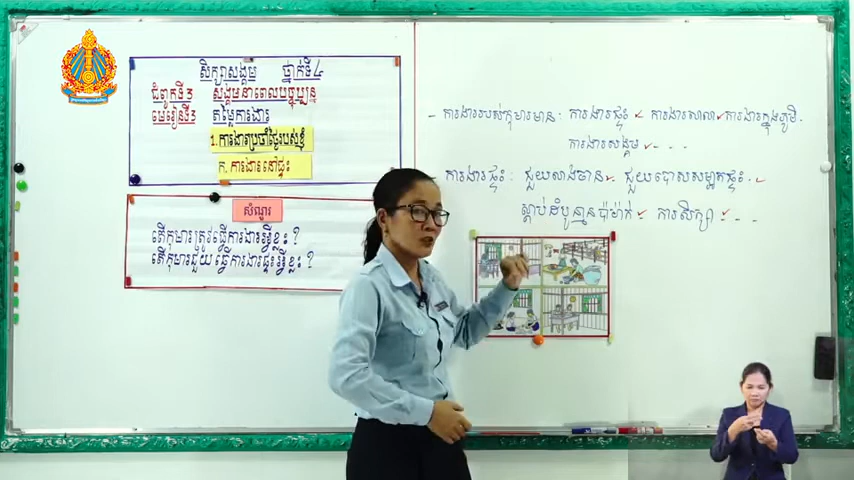 សិក្សាសង្គម ថ្នាក់ទី៤
ជំពូកទី3 សង្គមនាពេលបច្ចុប្បន្ន
មេរៀនទី3 តម្លៃការងារ
1.ការងារប្រចាំថ្ងៃរបស់ខ្ញុំ
ក. ការងារនៅផ្ទះ
សំណួរ
តើកុមារត្រូវធ្វើការងារអ្វីខ្លះ ?
តើកុមារជួយធ្វើការងារផ្ទះអ្វីខ្លះ ?
- ការងាររបស់កុមារមាន : ការងារផ្ទះ ការងារសាលា ការងារក្នុងភូមិ.
ការងារសង្គម - - -
ការងារផ្ទះ : ជួយលាងចាន ជួយបោសសម្អាតផ្ទះ
ស្តាប់ដំបូន្មានប៉ាម៉ាក់ ការសិក្សា - - -